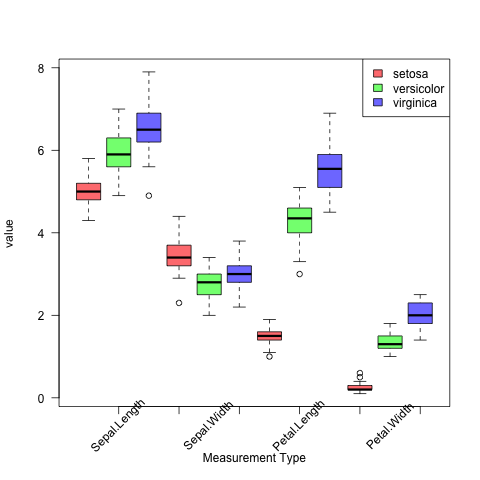 setosa
versicolor
virginica
8
6
4
2
0
value
Sepal.Length
Sepal.Width
Petal.Length
Petal.Width
Measurement Type